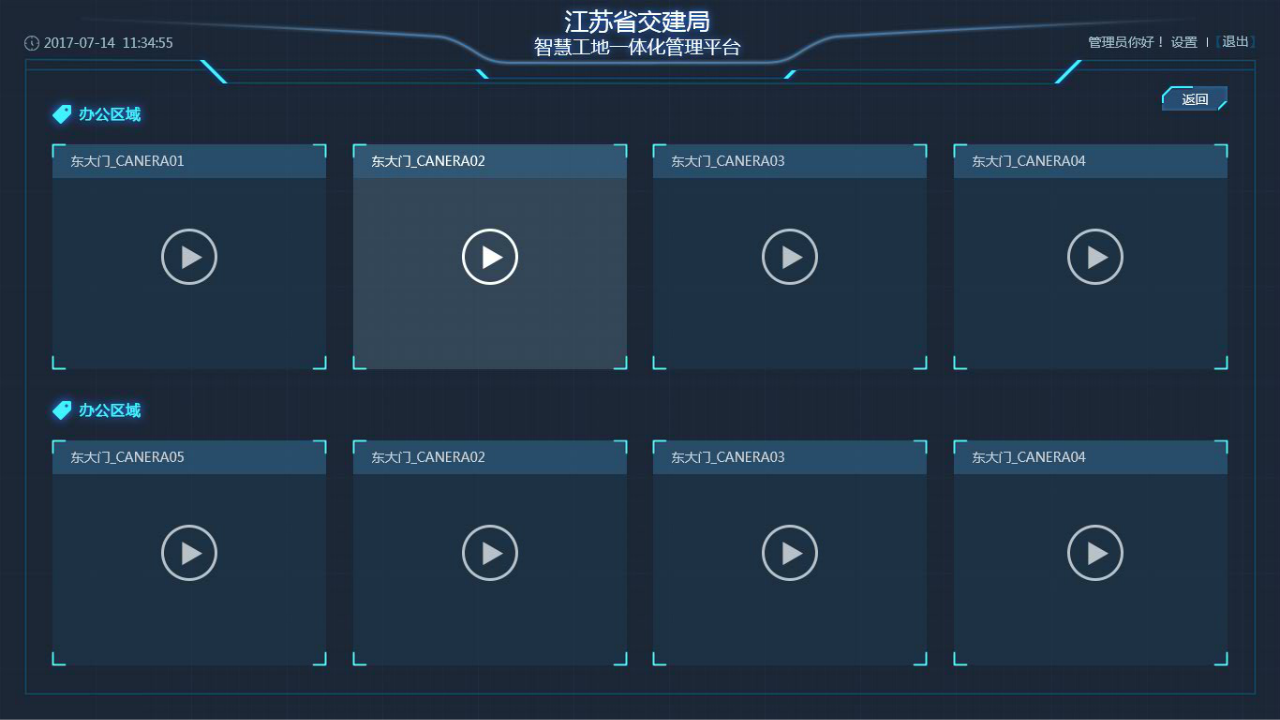 江苏省交建局
智慧工地一体化管理平台
2017-07-14 11:34:55
管理员你好！ 设置 | [退出]
返回
办公区域
东大门_CANERA01
东大门_CANERA02
东大门_CANERA03
东大门_CANERA04
办公区域
东大门_CANERA05
东大门_CANERA02
东大门_CANERA03
东大门_CANERA04